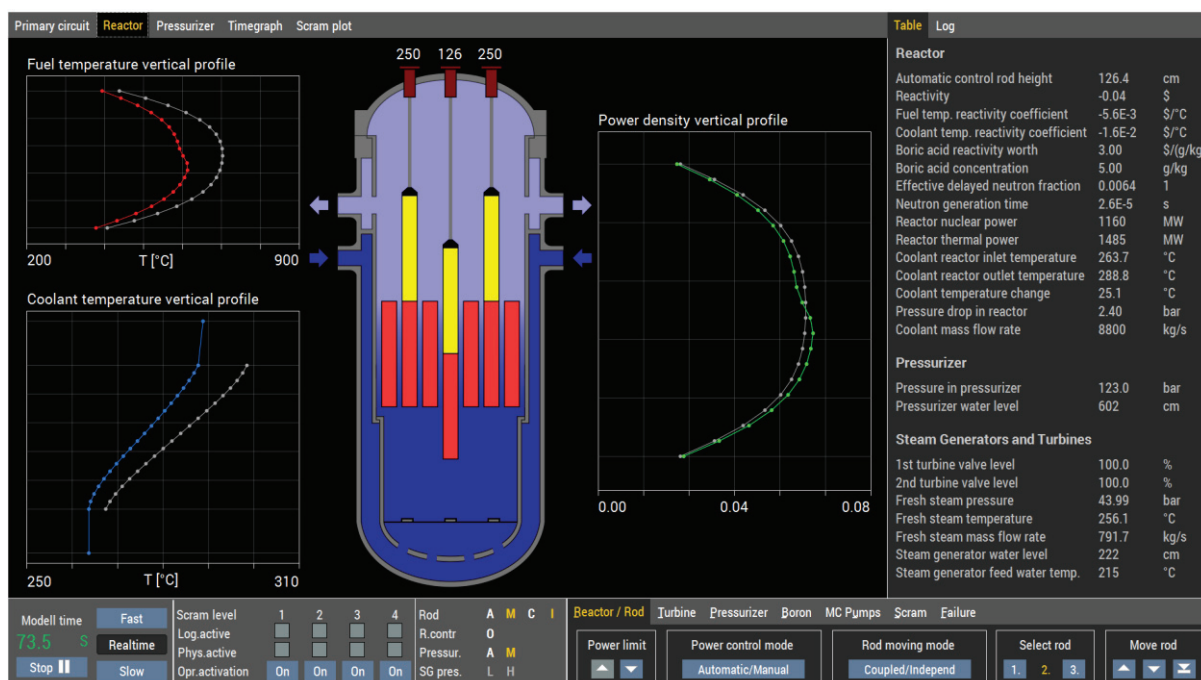 Primary circuit Reactor Pressurizer Timegraph Scram plot
Fuel temperature vertical profile
200 T [°C] 900
Coolant temperature vertical profile
250 T [°C] 310
250 126 250
Power density vertical profile
0.00 0.04 0.08
Table Log
Reactor
Automatic control rod height 126.4 cm
Reactivity -0.04 $
Fuel temp. reactivity coefficient -5.6E-3 $/°C
Coolant temp. reactivity coefficient -1.6E-2 $/°C
Boric acid reactivity worth 3.00 $/(g/kg
Boric acid concentration 5.00 g/kg
Effective delayed neutron fraction 0.0064 1
Neutron generation time 2.6E-5 s
Reactor nuclear power 1160 MW
Reactor thermal power 1485 MW
Coolant reactor inlet temperature 263.7 °C
Coolant reactor outlet temperature 288.8 °C
Coolant temperature change 25.1 °C
Pressure drop in reactor 2.40 bar
Coolant mass flow rate 8800 kg/s
Pressurizer
Pressure in pressurizer 123.0 bar
Pressurizer water level 602 cm
Steam Generators and Turbines
1st turbine valve level 100.0 %
2nd turbine valve level 100.0 %
Fresh steam pressure 43.99 bar
Fresh steam temperature 256.1 °C
Fresh steam mass flow rate 791.7 kg/s
Steam generator water level 222 cm
Steam generator feed water temp. 215 °C
Modell time
73.5 S
Stop
Fast
Realtime
Slow
Scram level 1 2 3 4
Log.active
Phys.active
Opr.activation On On On On
Rod A M C I
R.contr O
Pressur. A M
SG pres. L H
Reactor / Rod Turbine Pressurizer Boron MC Pumps Scram Failure
Power limit
Power control mode
Automatic/Manual
Rod moving mode
Coupled/Independ
Select rod
1. 2. 3.
Move rod